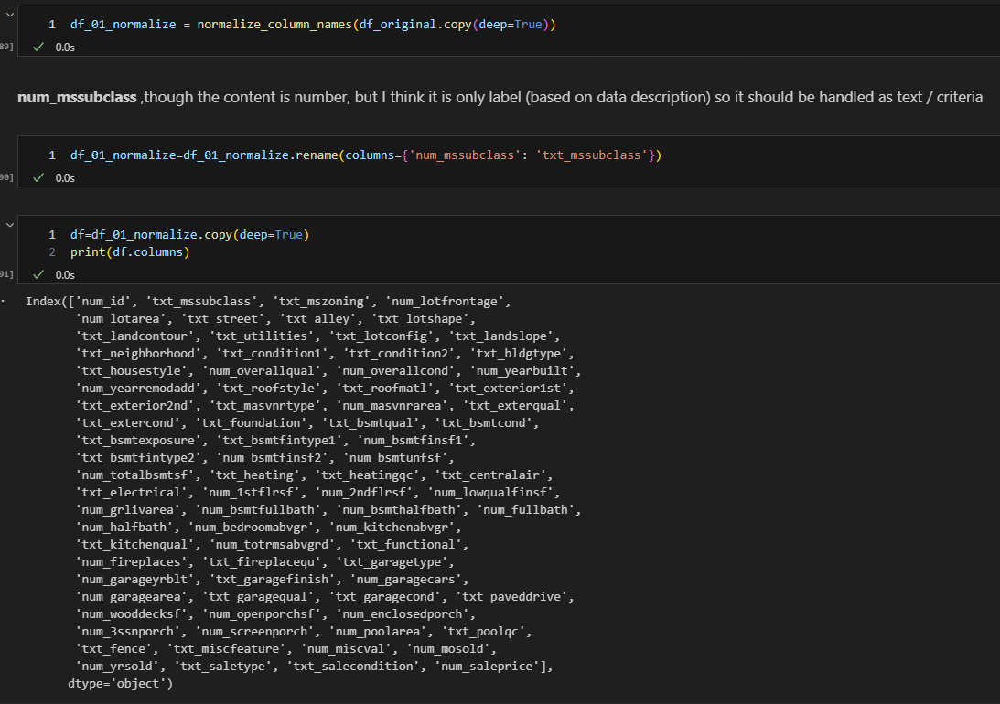 1 df_01_normalize = normalize_column_names(df_original.copy(deep=True))
89] ✓ 0.0s
num_mssubclass ,though the content is number, but I think it is only label (based on data description) so it should be handled as text / criteria
1 df_01_normalize=df_01_normalize.rename(columns={'num_mssubclass': 'txt_mssubclass'})
90] ✓ 0.0s
1 df=df_01_normalize.copy(deep=True)
2 print(df.columns)
91] ✓ 0.0s
Index(['num_id', 'txt_mssubclass', 'txt_mszoning', 'num_lotfrontage',
'num_lotarea', 'txt_street', 'txt_alley', 'txt_lotshape',
'txt_landcontour', 'txt_utilities', 'txt_lotconfig', 'txt_landslope',
'txt_neighborhood', 'txt_condition1', 'txt_condition2', 'txt_bldgtype',
'txt_housestyle', 'num_overallqual', 'num_overallcond', 'num_yearbuilt',
'num_yearremodadd', 'txt_roofstyle', 'txt_roofmatl', 'txt_exterior1st',
'txt_exterior2nd', 'txt_masvnrtype', 'num_masvnrarea', 'txt_exterqual',
'txt_extercond', 'txt_foundation', 'txt_bsmtqual', 'txt_bsmtcond',
'txt_bsmtexposure', 'txt_bsmtfintype1', 'num_bsmtfinsf1',
'txt_bsmtfintype2', 'num_bsmtfinsf2', 'num_bsmtunfsf',
'num_totalbsmtsf', 'txt_heating', 'txt_heatingqc', 'txt_centralair',
'txt_electrical', 'num_1stflrsf', 'num_2ndflrsf', 'num_lowqualfinsf',
'num_grlivarea', 'num_bsmtfullbath', 'num_bsmthalfbath', 'num_fullbath',
'num_halfbath', 'num_bedroomabvgr', 'num_kitchenabvgr',
'txt_kitchenqual', 'num_totrmsabvgrd', 'txt_functional',
'num_fireplaces', 'txt_fireplacequ', 'txt_garagetype',
'num_garageyrblt', 'txt_garagefinish', 'num_garagecars',
'num_garagearea', 'txt_garagequal', 'txt_garagecond', 'txt_paveddrive',
'num_wooddecksf', 'num_openporchsf', 'num_enclosedporch',
'num_3ssnporch', 'num_screenporch', 'num_poolarea', 'txt_poolqc',
'txt_fence', 'txt_miscfeature', 'num_miscval', 'num_mosold',
'num_yrsold', 'txt_saletype', 'txt_salecondition', 'num_saleprice'],
dtype='object')